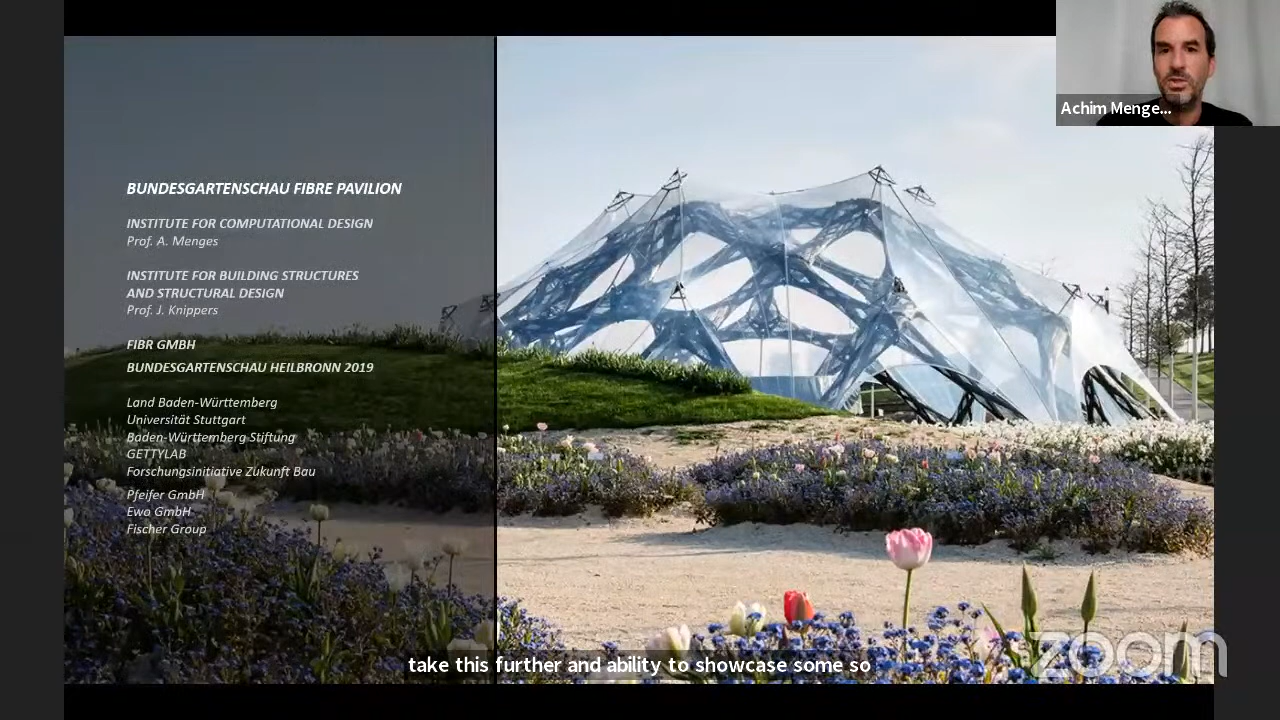 Achim Menge...
BUNDESGARTENSCHAU FIBRE PAVILION
INSTITUTE FOR COMPUTATIONAL DESIGN
Prof. A. Menges
INSTITUTE FOR BUILDING STRUCTURES
AND STRUCTURAL DESIGN
Prof. J. Knippers
FIBR GMBH
BUNDESGARTENSCHAU HEILBRONN 2019
Land Baden-Württemberg
Universität Stuttgart
Baden-Württemberg Stiftung
GETTYLAB
Forschungsinitiative Zukunft Bau
Pfeifer GmbH
Ewo GmbH
Fischer Group
take this further and ability to showcase some so
zoom